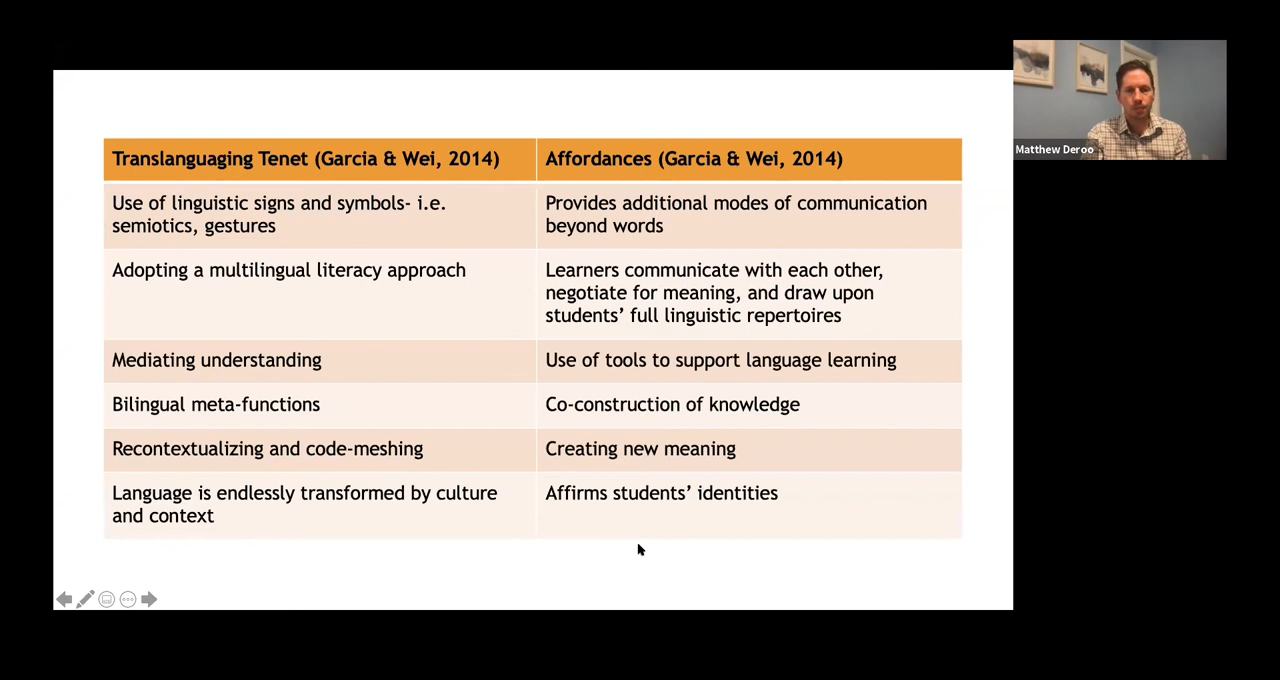 Translanguaging Tenet (Garcia & Wei, 2014)
Affordances (Garcia & Wei, 2014)
Use of linguistic signs and symbols- i.e.
semiotics, gestures
Provides additional modes of communication
beyond words
Adopting a multilingual literacy approach
Learners communicate with each other,
negotiate for meaning, and draw upon
students’ full linguistic repertoires
Mediating understanding
Use of tools to support language learning
Bilingual meta-functions
Co-construction of knowledge
Recontextualizing and code-meshing
Creating new meaning
Language is endlessly transformed by culture
and context
Affirms students’ identities
Matthew Deroo